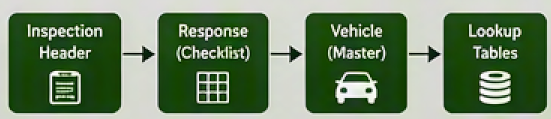 Inspection
Header
Response
(Checklist)
Vehicle
(Master)
Lookup
Tables